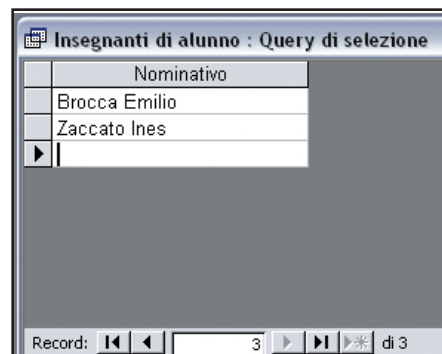 Insegnanti di alunno : Query di selezione
Nominativo
Brocca Emilio
Zaccato Ines
Record: 3 di 3